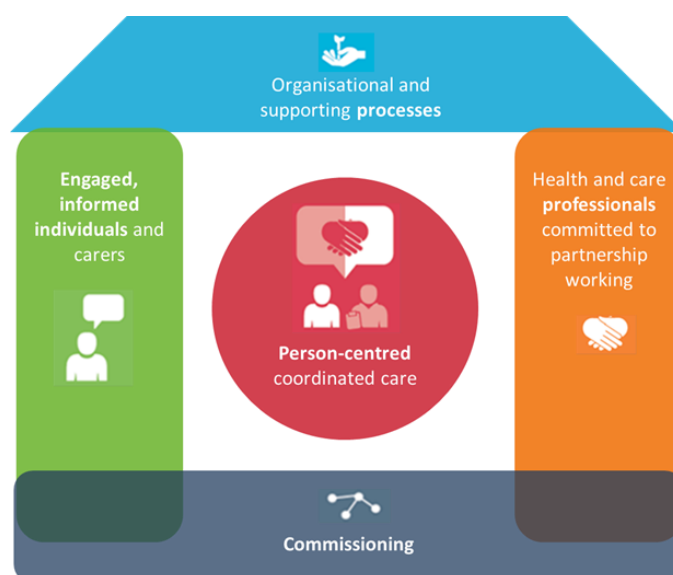 Organisational and
supporting processes
Engaged,
informed
individuals and
carers
Health and care
professionals
committed to
partnership
working
Person-centred
coordinated care
Commissioning